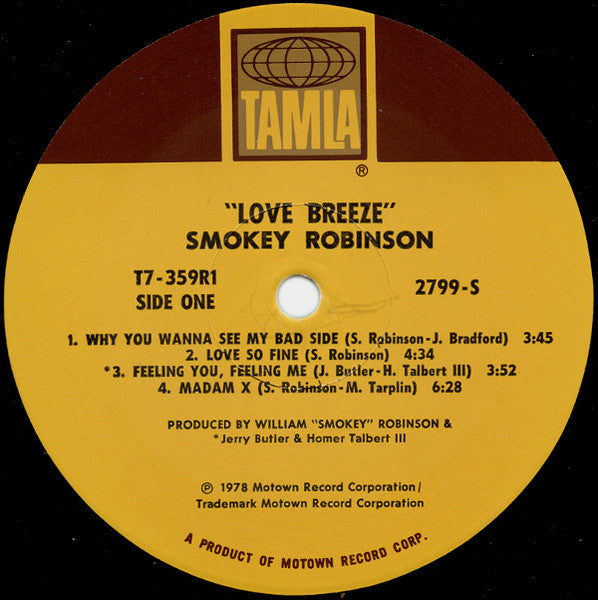 TAMLA
®
"LOVE BREEZE"
SMOKEY ROBINSON
T7-359R1
SIDE ONE
2799-S
1. WHY YOU WANNA SEE MY BAD SIDE (S. Robinson-J. Bradford) 3:45
2. LOVE SO FINE (S. Robinson) 4:34
*3. FEELING YOU, FEELING ME (J. Butler-H. Talbert III) 3:52
4. MADAM X (S. Robinson-M. Tarplin) 6:28
PRODUCED BY WILLIAM "SMOKEY" ROBINSON &
*Jerry Butler & Homer Talbert III
℗ 1978 Motown Record Corporation/
Trademark Motown Record Corporation
A PRODUCT OF MOTOWN RECORD CORP.